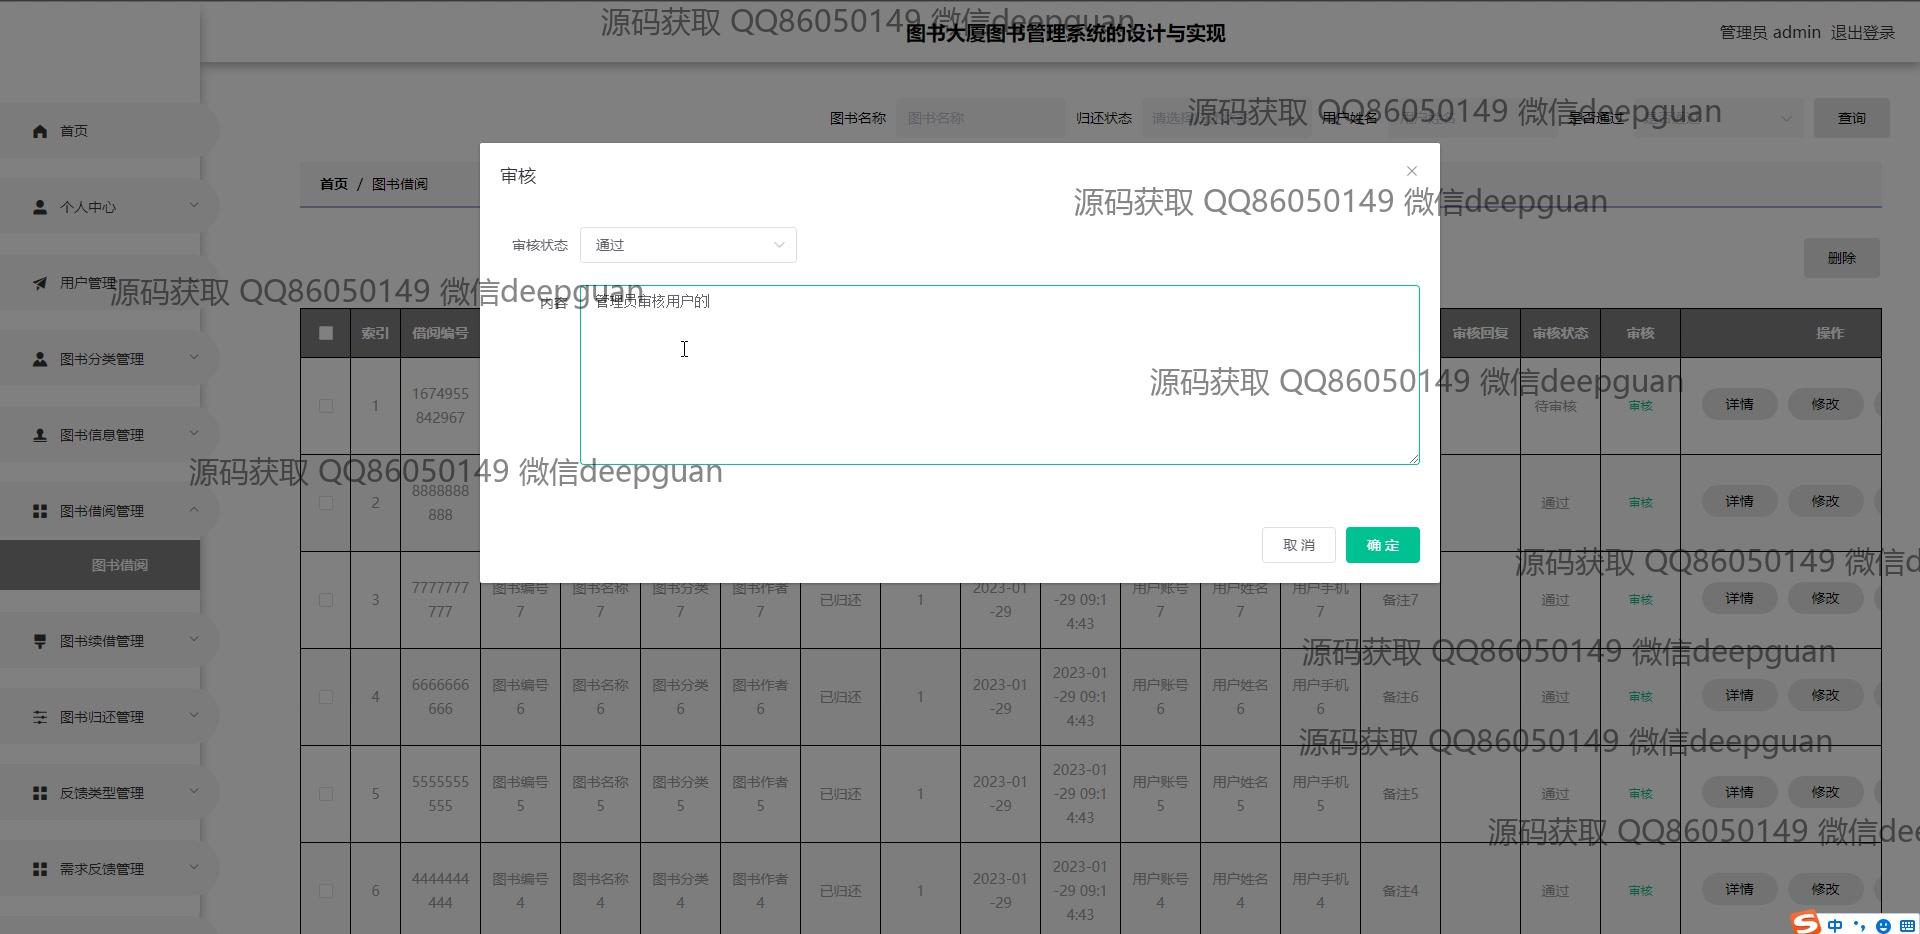 源码获取 QQ86050149 微信deepguan
图书大厦图书管理系统的设计与实现
管理员 admin 退出登录
首页
个人中心
用户管理
图书分类管理
图书信息管理
图书借阅管理
图书借阅
图书续借管理
图书归还管理
反馈类型管理
需求反馈管理
图书名称 图书名称 归还状态 请选择 用户姓名 用户姓名 是否通过 查询
源码获取 QQ86050149 微信deepguan
首页 / 图书借阅
删除
审核
源码获取 QQ86050149 微信deepguan
审核状态 通过
源码获取 QQ86050149 微信deepguan
内容 管理员审核用户的
源码获取 QQ86050149 微信deepguan
源码获取 QQ86050149 微信deepguan
取消 确定
索引 借阅编号 审核回复 审核状态 审核 操作
1 1674955842967 待审核 审核 详情 修改
2 8888888888 通过 审核 详情 修改
源码获取 QQ86050149 微信d
3 7777777777 图书编号7 图书名称7 图书分类7 图书作者7 已归还 1 2023-01-29 -29 09:14:43 用户账号7 用户姓名7 用户手机7 备注7 通过 审核 详情 修改
源码获取 QQ86050149 微信deepguan
4 6666666666 图书编号6 图书名称6 图书分类6 图书作者6 已归还 1 2023-01-29 2023-01-29 09:14:43 用户账号6 用户姓名6 用户手机6 备注6 通过 审核 详情 修改
源码获取 QQ86050149 微信deepguan
5 5555555555 图书编号5 图书名称5 图书分类5 图书作者5 已归还 1 2023-01-29 2023-01-29 09:14:43 用户账号5 用户姓名5 用户手机5 备注5 通过 审核 详情 修改
源码获取 QQ86050149 微信dee
6 4444444444 图书编号4 图书名称4 图书分类4 图书作者4 已归还 1 2023-01-29 2023-01-29 09:14:43 用户账号4 用户姓名4 用户手机4 备注4 通过 审核 详情 修改
中